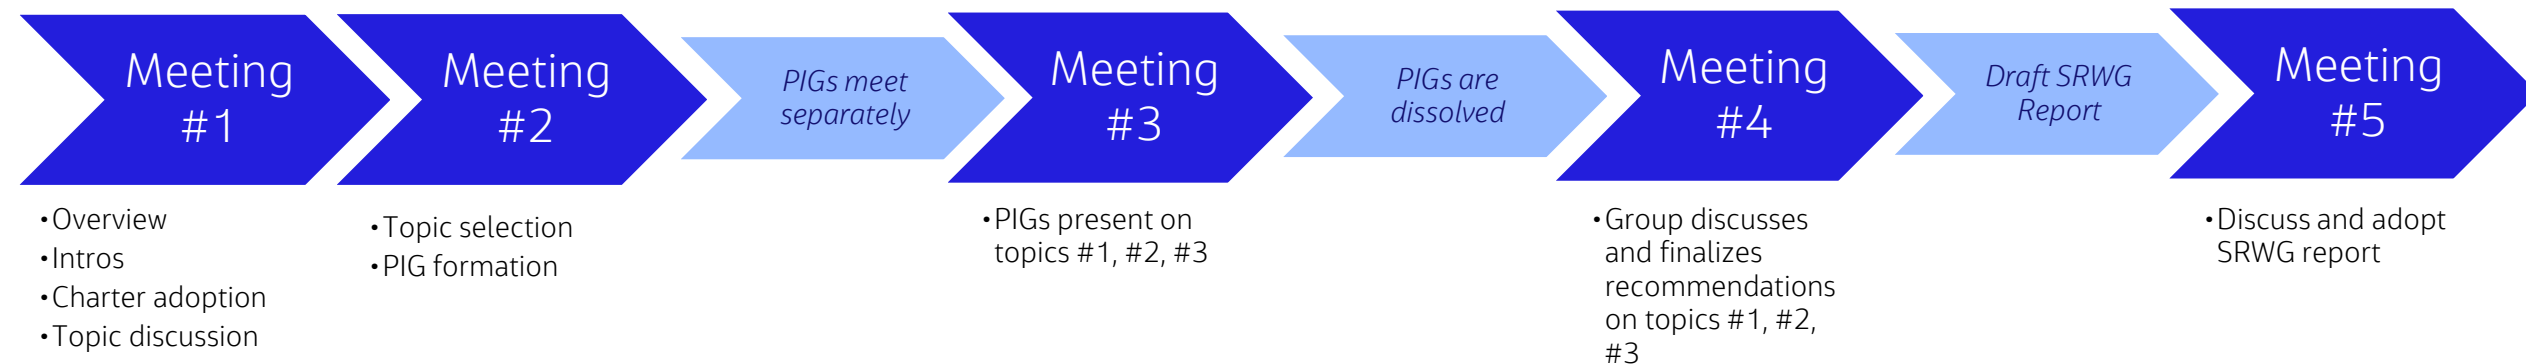 Meeting
#1
•Overview
•Intros
•Charter adoption
•Topic discussion
Meeting
#2
•Topic selection
•PIG formation
PIGs meet
separately
Meeting
#3
•PIGs present on
topics #1, #2, #3
PIGs are
dissolved
Meeting
#4
•Group discusses
and finalizes
recommendations
on topics #1, #2,
#3
Draft SRWG
Report
Meeting
#5
•Discuss and adopt
SRWG report